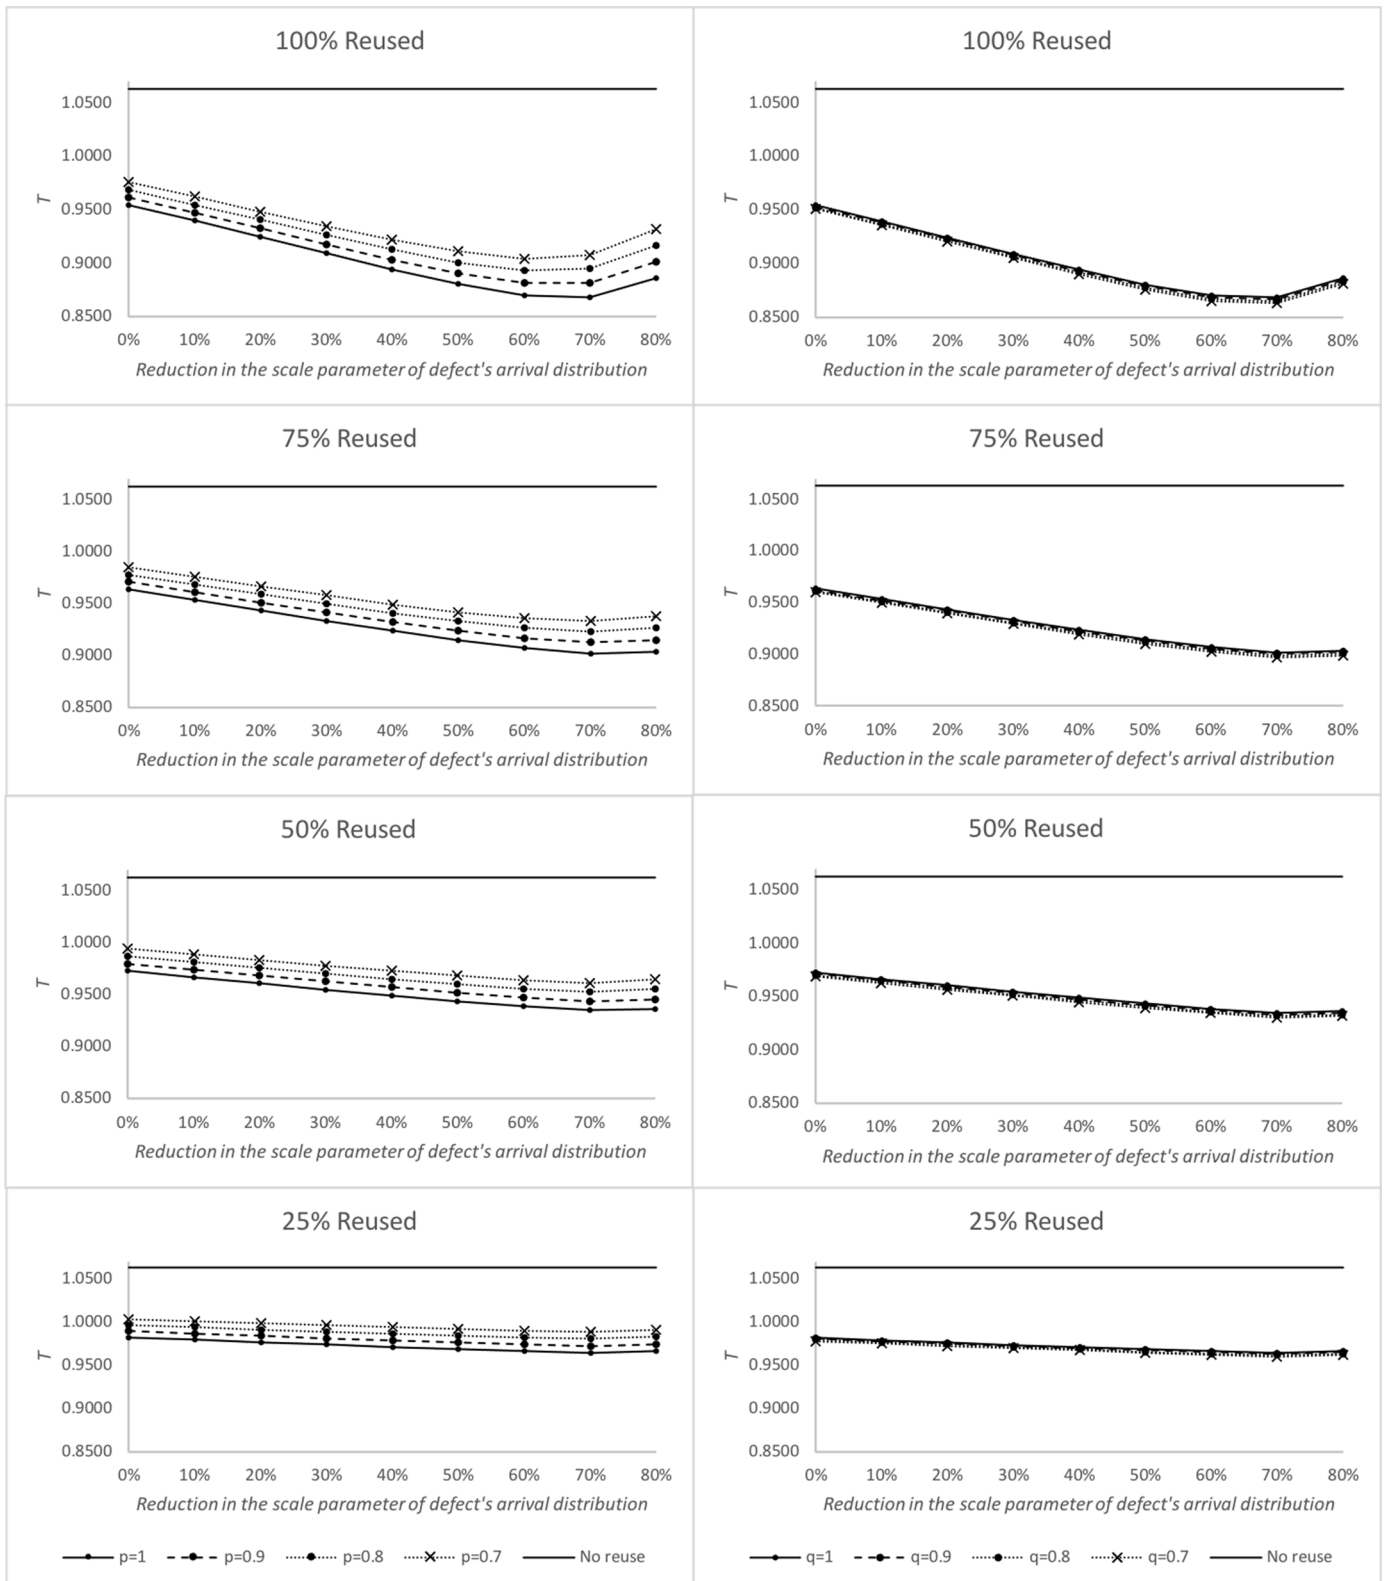 100% Reused
1.0500
1.0000
0.9500
0.9000
0.8500
T
0% 10% 20% 30% 40% 50% 60% 70% 80%
Reduction in the scale parameter of defect's arrival distribution
100% Reused
1.0500
1.0000
0.9500
0.9000
0.8500
T
0% 10% 20% 30% 40% 50% 60% 70% 80%
Reduction in the scale parameter of defect's arrival distribution
75% Reused
1.0500
1.0000
0.9500
0.9000
0.8500
T
0% 10% 20% 30% 40% 50% 60% 70% 80%
Reduction in the scale parameter of defect's arrival distribution
75% Reused
1.0500
1.0000
0.9500
0.9000
0.8500
T
0% 10% 20% 30% 40% 50% 60% 70% 80%
Reduction in the scale parameter of defect's arrival distribution
50% Reused
1.0500
1.0000
0.9500
0.9000
0.8500
T
0% 10% 20% 30% 40% 50% 60% 70% 80%
Reduction in the scale parameter of defect's arrival distribution
50% Reused
1.0500
1.0000
0.9500
0.9000
0.8500
T
0% 10% 20% 30% 40% 50% 60% 70% 80%
Reduction in the scale parameter of defect's arrival distribution
25% Reused
1.0500
1.0000
0.9500
0.9000
0.8500
T
0% 10% 20% 30% 40% 50% 60% 70% 80%
Reduction in the scale parameter of defect's arrival distribution
p=1 p=0.9 p=0.8 p=0.7 No reuse
25% Reused
1.0500
1.0000
0.9500
0.9000
0.8500
T
0% 10% 20% 30% 40% 50% 60% 70% 80%
Reduction in the scale parameter of defect's arrival distribution
q=1 q=0.9 q=0.8 q=0.7 No reuse